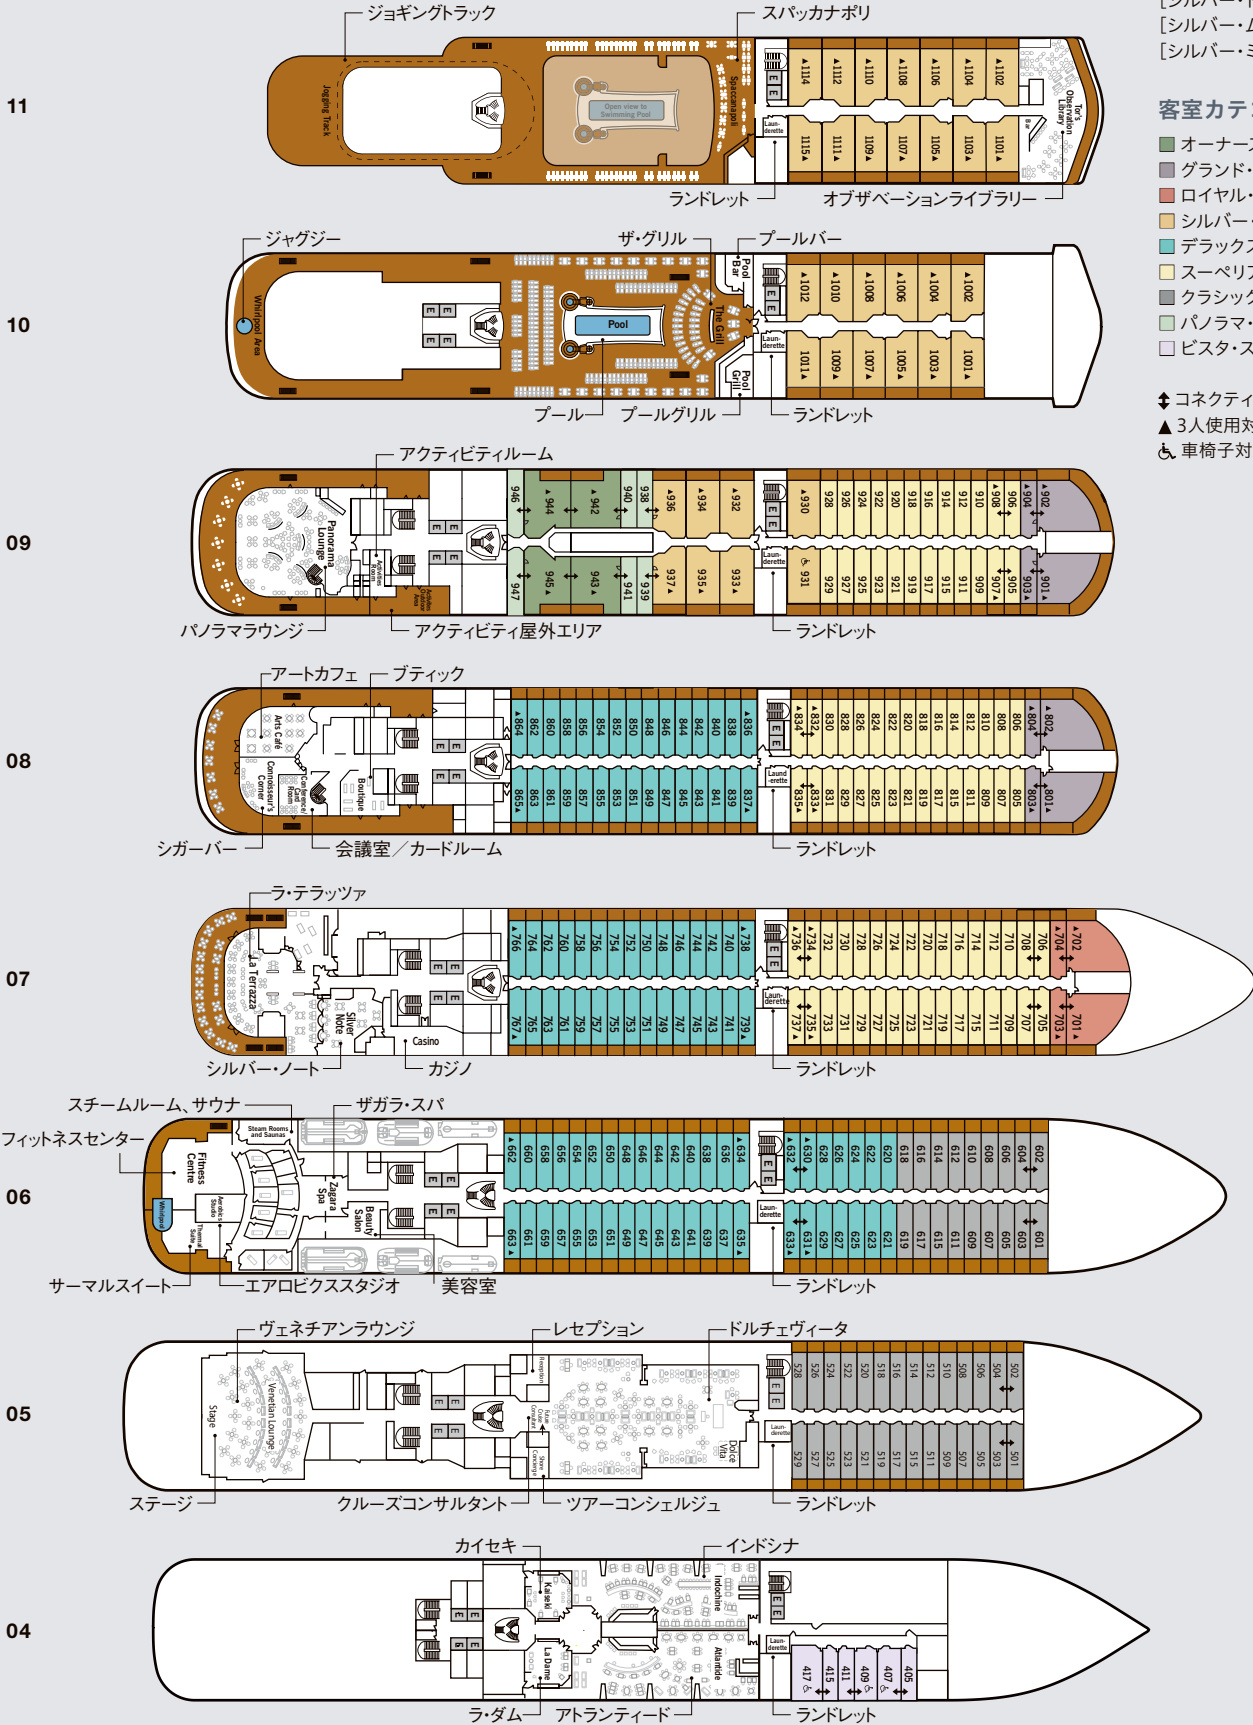 ジョギングトラック
スパッカナポリ
11
Jogging Track
Open view to
Swimming Pool
Spaccanapoli
E
E
Laun-
derette
▲1114
▲1112
▲1110
▲1108
▲1106
▲1104
▲1102
1115▲
1111▲
1109▲
1107▲
1105▲
1103▲
1101▲
Bar
Tor's
Observation
Library
ランドレット
オブザベーションライブラリー
客室カテ
オーナーズ
グランド・
ロイヤル・
シルバー・
デラックス
スーペリア
クラシック
パノラマ・
ビスタ・ス
コネクティ
▲ 3人使用対
車椅子対
ジャグジー
ザ・グリル
プールバー
10
Whirlpool Area
E E
E E
Pool
The Grill
Pool
Bar
Pool
Grill
E
E
Laun-
derette
▲1012
▲1010
▲1008
▲1006
▲1004
▲1002
1011▲
1009▲
1007▲
1005▲
1003▲
1001▲
プール
プールグリル
ランドレット
アクティビティルーム
09
Panorama
Lounge
Activities
Room
Activities
Outdoor
Area
E E
E E
946
▲944
▲942
940
938
▲936
▲934
▲932
▲930
928
926
924
922
920
918
916
914
912
910
▲908
906
▲904
▲902
947
945▲
943▲
941
939
937▲
935▲
933▲
931
929
927
925
923
921
919
917
915
911
909
907▲
905
903▲
901▲
E
E
Laun-
derette
パノラマラウンジ
アクティビティ屋外エリア
ランドレット
アートカフェ
ブティック
08
Arts Café
Connoisseur's
Corner
Conference/
Card
Room
Boutique
E E
E E
▲864
862
860
858
856
854
852
850
848
846
844
842
840
838
▲836
▲834
▲832
830
828
826
824
822
820
818
816
814
812
810
808
806
▲804
▲802
865▲
863
861
859
857
855
853
851
849
847
845
843
841
839
837▲
835▲
833▲
831
829
827
825
823
821
819
817
815
811
809
807
805
803▲
801▲
E
E
Laund
-erette
シガーバー
会議室／カードルーム
ランドレット
ラ・テラッツァ
07
La Terrazza
Silver
Note
Casino
E E
E E
▲766
764
762
760
758
756
754
752
750
748
746
744
742
740
▲738
▲736
▲734
732
730
728
726
724
722
720
718
716
714
712
710
▲708
706
▲704
▲702
767▲
765
763
761
759
757
755
753
751
749
747
745
743
741
739▲
737▲
735▲
733
731
729
727
725
723
721
719
717
715
711
709
707▲
705
703▲
701▲
E
E
Laun-
derette
シルバー・ノート
カジノ
ランドレット
スチームルーム、サウナ
ザガラ・スパ
フィットネスセンター
06
Steam Rooms
and Saunas
Fitness
Centre
Whirlpool
Aerobics
Studio
Thermal
Suite
Zagara
Spa
Beauty
Salon
E E
E E
▲662
660
658
656
654
652
650
648
646
644
642
640
638
636
▲634
▲632
▲630
628
626
624
622
620
618
616
614
612
610
608
606
604
602
663▲
661
659
657
655
653
651
649
647
645
643
641
639
637
635▲
633▲
631▲
629
627
625
623
621
619
617
615
611
609
607
605
603
601
E
E
Laun-
derette
サーマルスイート
エアロビクススタジオ
美容室
ランドレット
ヴェネチアンラウンジ
レセプション
ドルチェヴィータ
05
Stage
Venetian Lounge
E E
E E
Reception
Future
Cruise
Consultant
Shore
Concierge
Dolce
Vita
E
E
Laun-
derette
528
526
524
522
520
518
516
514
512
510
508
506
504
502
529
527
525
523
521
519
517
515
511
509
507
505
503
501
ステージ
クルーズコンサルタント
ツアーコンシェルジュ
ランドレット
カイセキ
インドシナ
04
E E
E E
Kaiseki
La Dame
Indochine
Atlantide
E
E
Laun-
derette
417
415
411
409
407
405
ラ・ダム
アトランティード
ランドレット